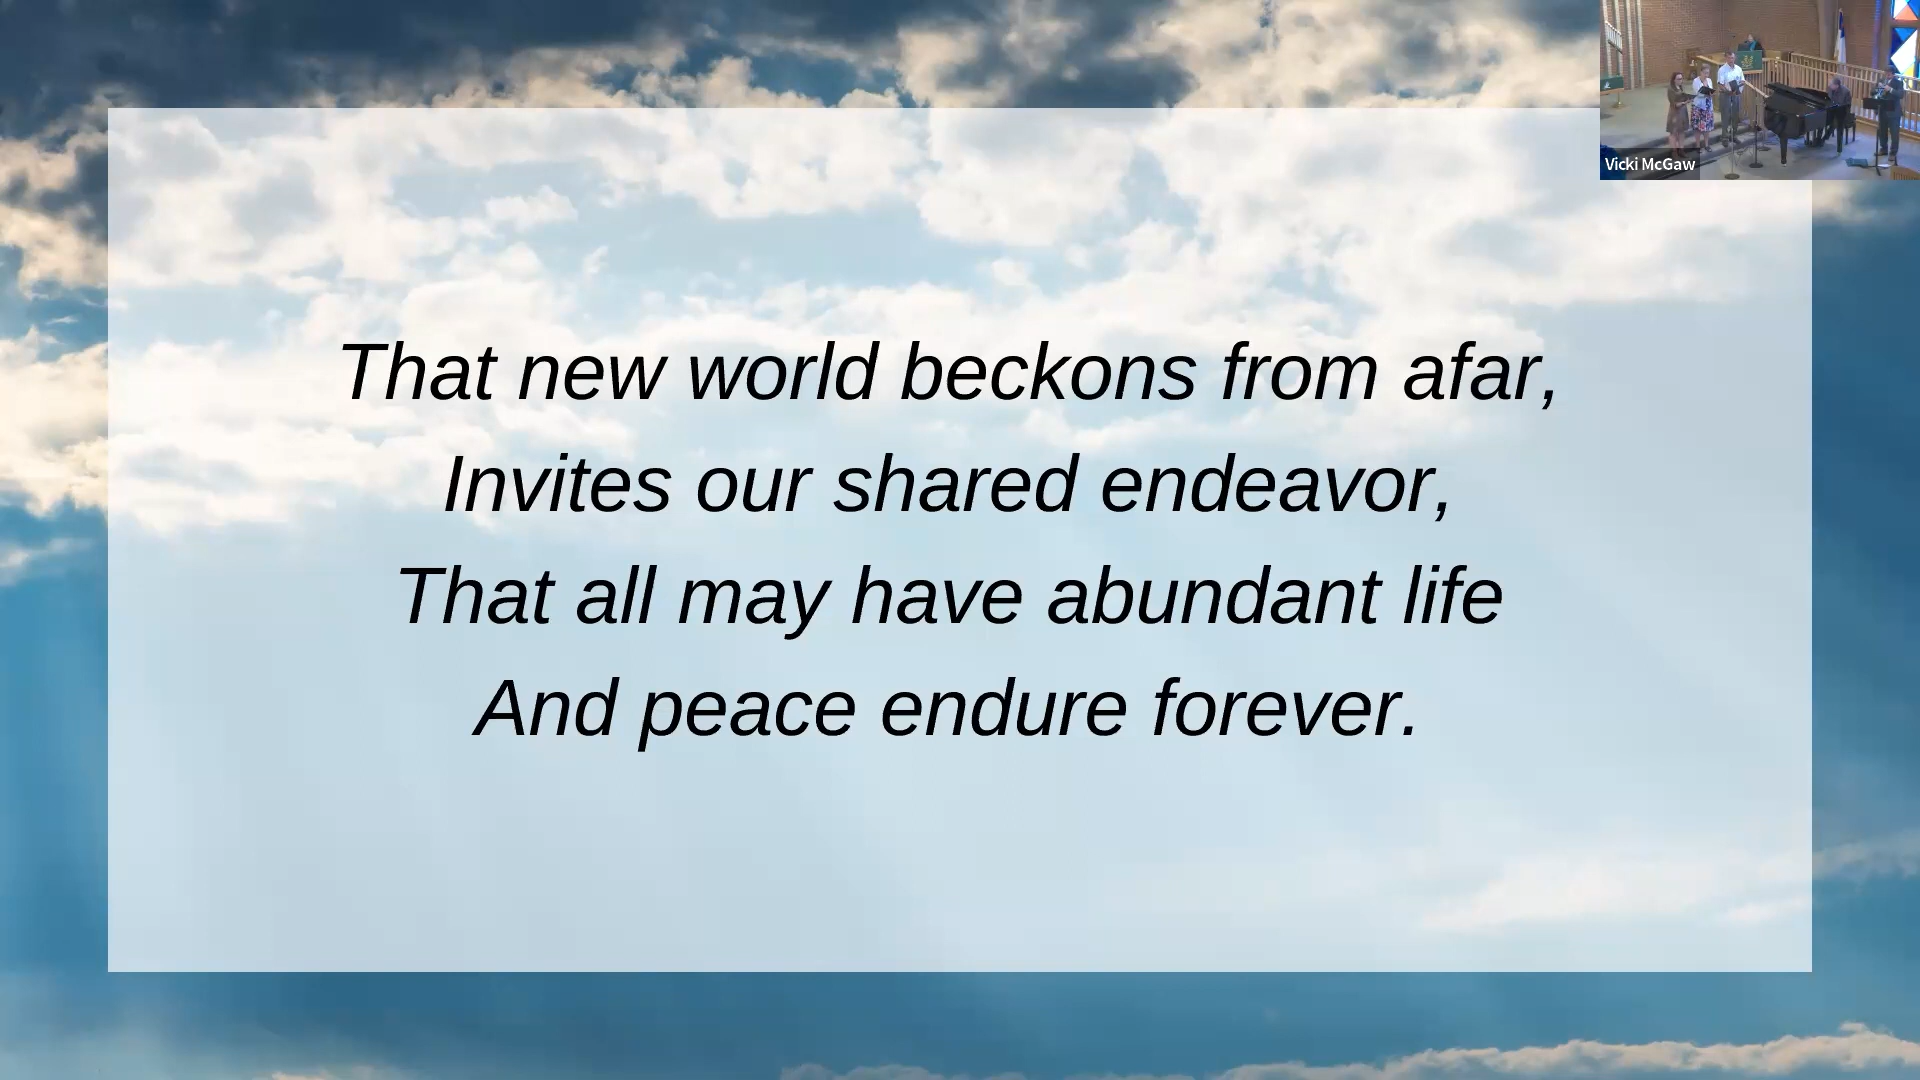 Vicki McGaw
That new world beckons from afar,
Invites our shared endeavor,
That all may have abundant life
And peace endure forever.